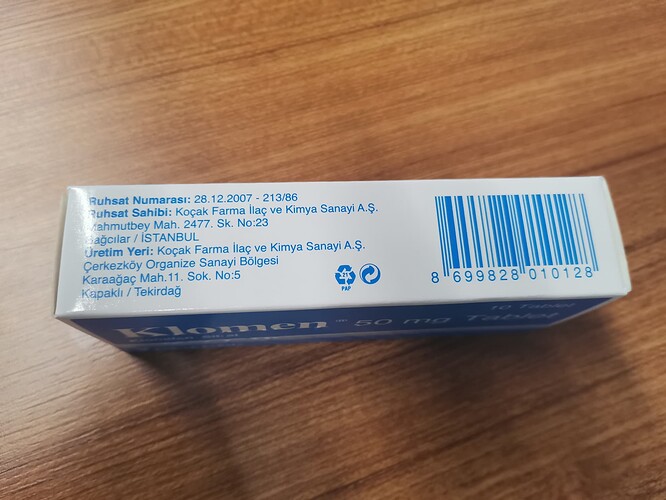 Ruhsat Numarası: 28.12.2007 - 213/86
Ruhsat Sahibi: Koçak Farma İlaç ve Kimya Sanayi A.Ş.
Mahmutbey Mah. 2477. Sk. No:23
Bağcılar / İSTANBUL
Üretim Yeri: Koçak Farma İlaç ve Kimya Sanayi A.Ş.
Çerkezköy Organize Sanayi Bölgesi
Karaağaç Mah.11. Sok. No:5
Kapaklı / Tekirdağ
21
PAP
8 699828 010128
10 Tablet
Klomen ® 50 mg Tablet